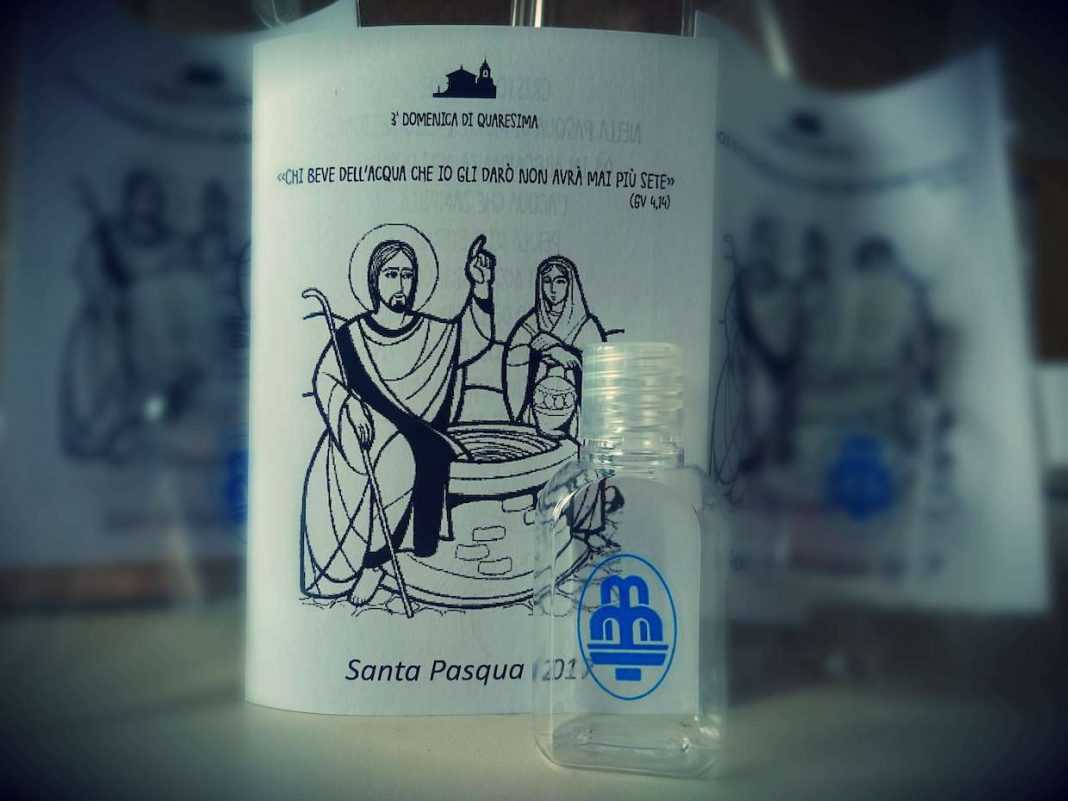 3ª DOMENICA DI QUARESIMA
«CHI BEVE DELL'ACQUA CHE IO GLI DARÒ NON AVRÀ MAI PIÙ SETE»
(GV 4,14)
Santa Pasqua 2017